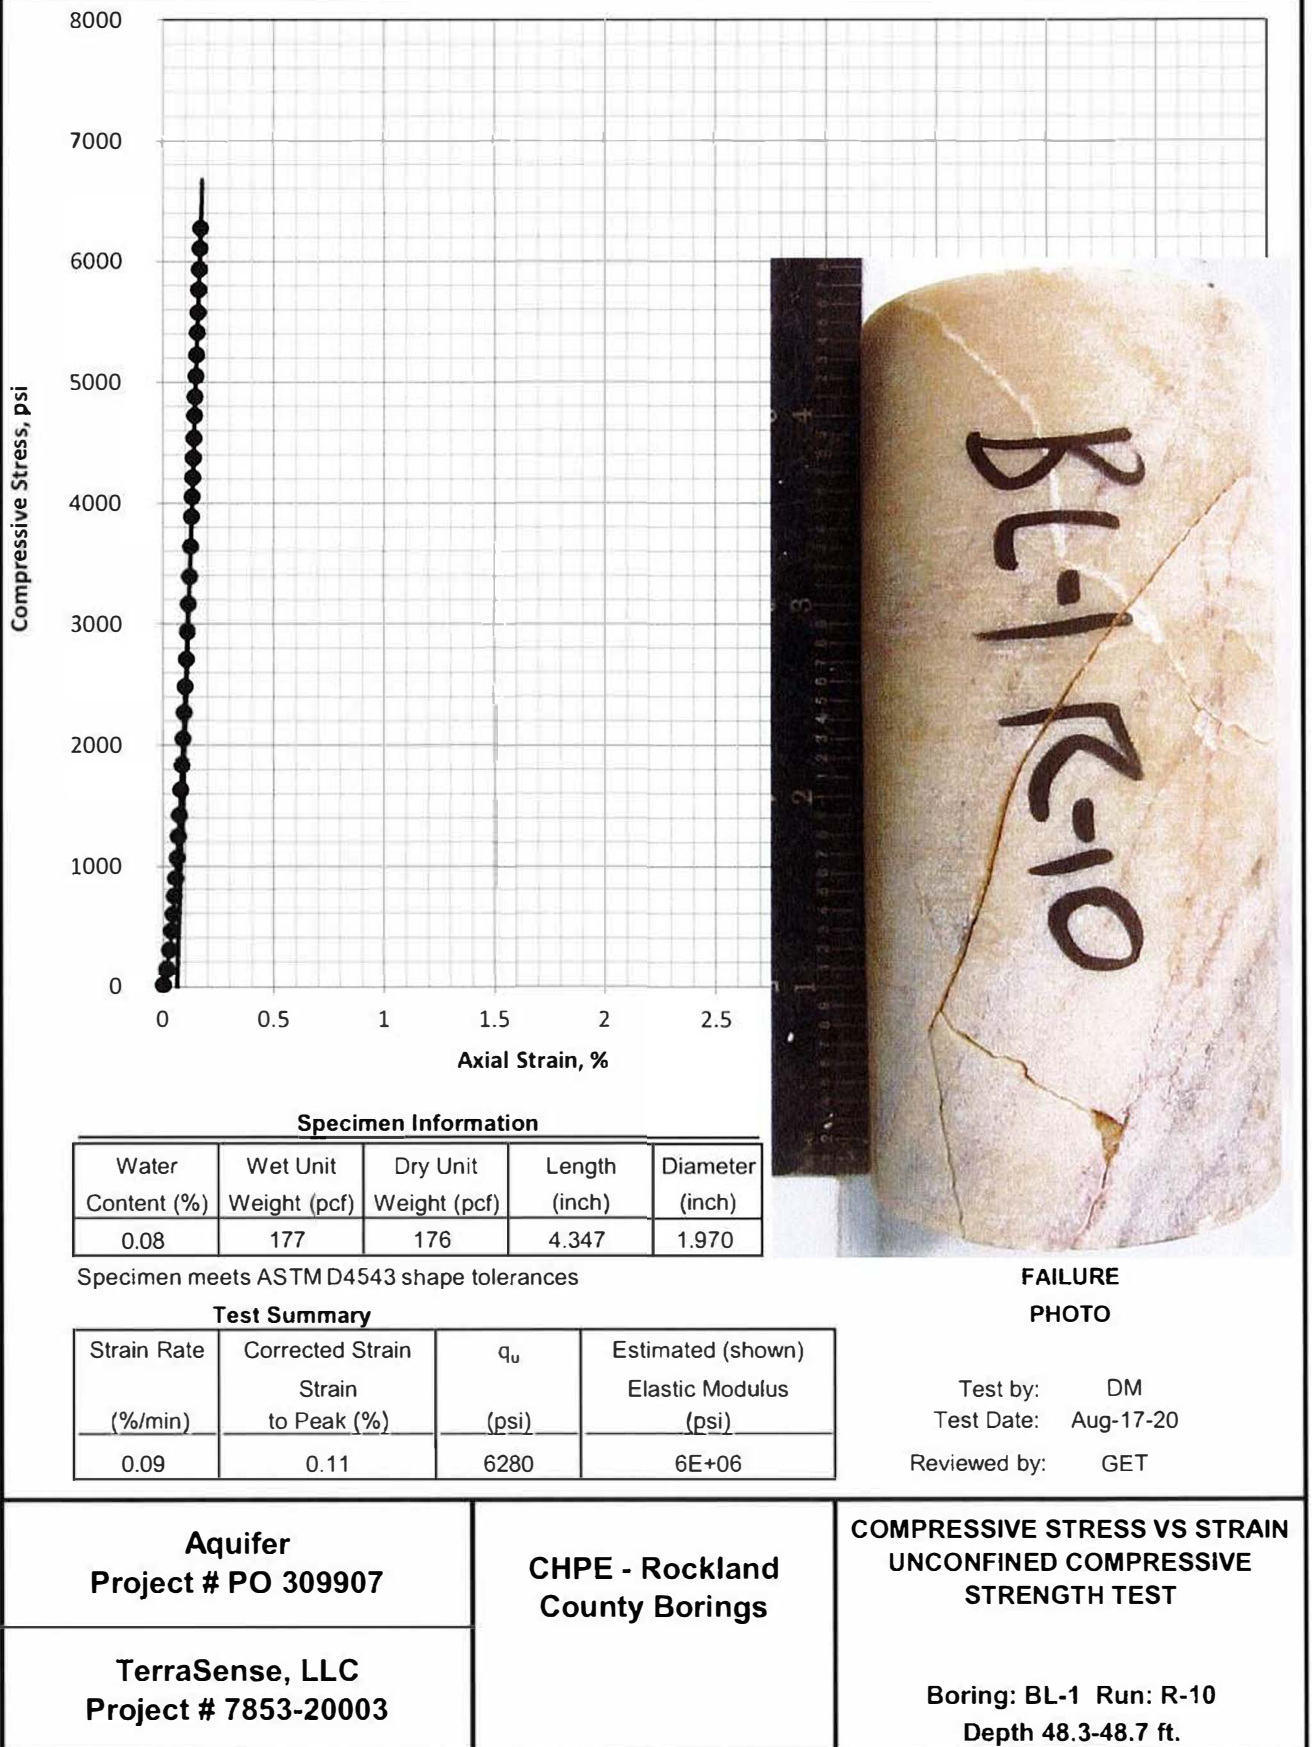 8000
7000
6000
5000
4000
3000
2000
1000
0
Compressive Stress, psi
0 0.5 1 1.5 2 2.5
Axial Strain, %
4
3
2
1
BL-1 R-10
Specimen Information
Water Content (%) Wet Unit Weight (pcf) Dry Unit Weight (pcf) Length (inch) Diameter (inch)
0.08 177 176 4.347 1.970
Specimen meets ASTM D4543 shape tolerances
FAILURE
PHOTO
Test Summary
Strain Rate (%/min) Corrected Strain Strain to Peak (%) qu (psi) Estimated (shown) Elastic Modulus (psi)
0.09 0.11 6280 6E+06
Test by: DM
Test Date: Aug-17-20
Reviewed by: GET
Aquifer
Project # PO 309907
TerraSense, LLC
Project # 7853-20003
CHPE - Rockland
County Borings
COMPRESSIVE STRESS VS STRAIN
UNCONFINED COMPRESSIVE
STRENGTH TEST
Boring: BL-1 Run: R-10
Depth 48.3-48.7 ft.